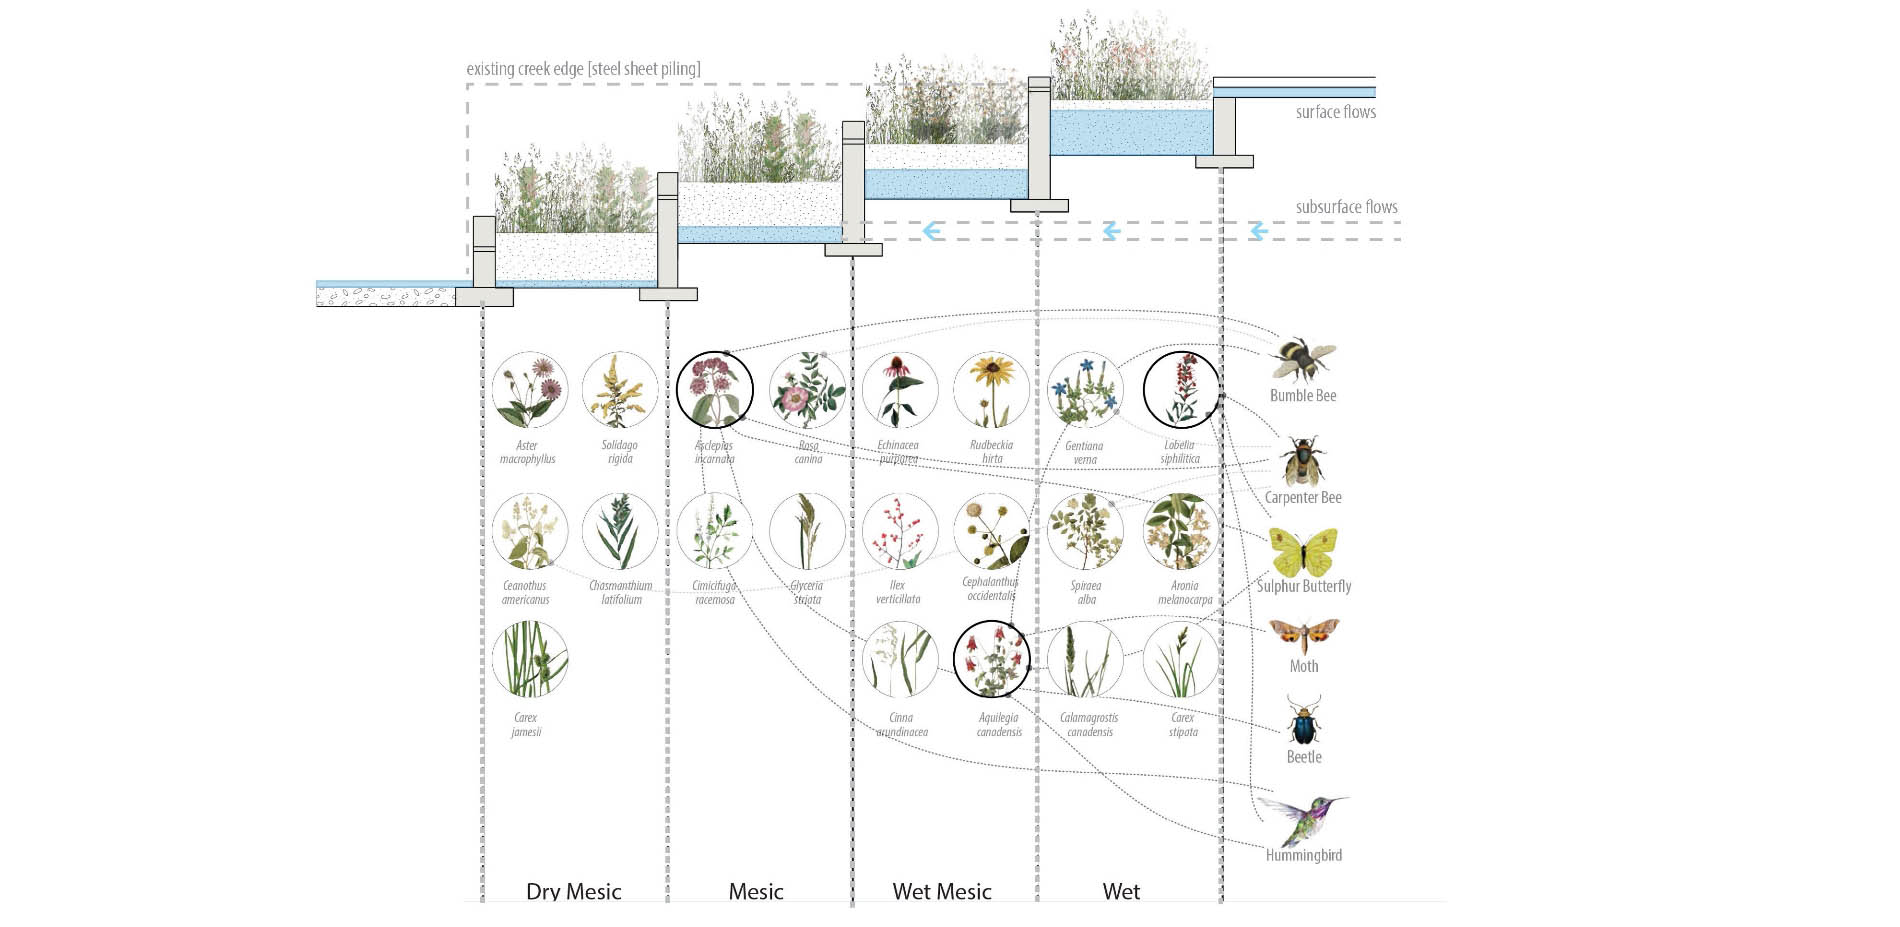 existing creek edge [steel sheet piling]
surface flows
subsurface flows
Bumble Bee
Aster
macrophyllus
Solidago
rigida
Asclepias
incarnata
Rosa
canina
Echinacea
purpurea
Rudbeckia
hirta
Gentiana
verna
Lobelia
siphilitica
Carpenter Bee
Ceanothus
americanus
Chasmanthium
latifolium
Cimicifuga
racemosa
Glyceria
striata
Ilex
verticillata
Cephalanthus
occidentalis
Spiraea
alba
Aronia
melanocarpa
Sulphur Butterfly
Moth
Carex
jamesii
Cinna
arundinacea
Aquilegia
canadensis
Calamagrostis
canadensis
Carex
stipata
Beetle
Hummingbird
Dry Mesic
Mesic
Wet Mesic
Wet